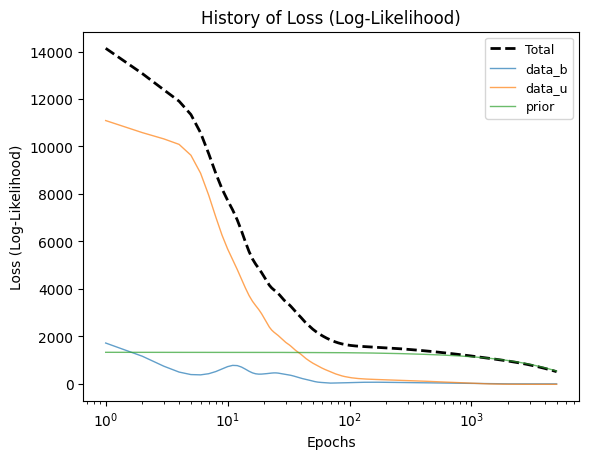 History of Loss (Log-Likelihood)
Total
data_b
data_u
prior
Loss (Log-Likelihood)
14000
12000
10000
8000
6000
4000
2000
0
10⁰
10¹
10²
10³
Epochs